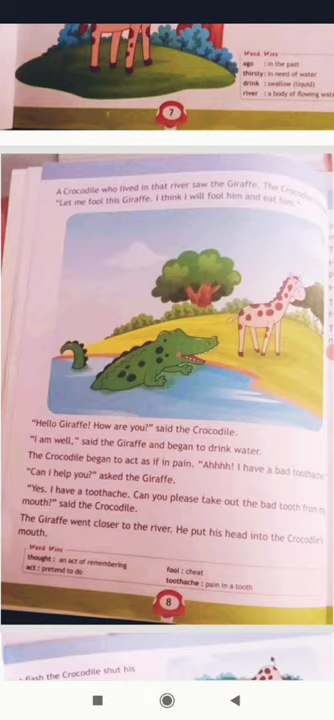 Word Wise
ago : in the past
thirsty : in need of water
drink : swallow (liquid)
river : a body of flowing
7
A Crocodile who lived in that river saw the Giraffe. The
"Let me fool this Giraffe. I think I will fool him and eat him."
"Hello Giraffe! How are you?" said the Crocodile.
"I am well," said the Giraffe and began to drink water.
The Crocodile began to act as if in pain. "Ahhhh! I have a bad
"Can I help you?" asked the Giraffe.
"Yes. I have a toothache. Can you please take out the bad tooth from
mouth?" said the Crocodile.
The Giraffe went closer to the river. He put his head into the Crocodile's
mouth.
Word Wise
thought : an act of remembering
act : pretend to do
fool : cheat
toothache : pain in a tooth
8
flash the Crocodile shut his